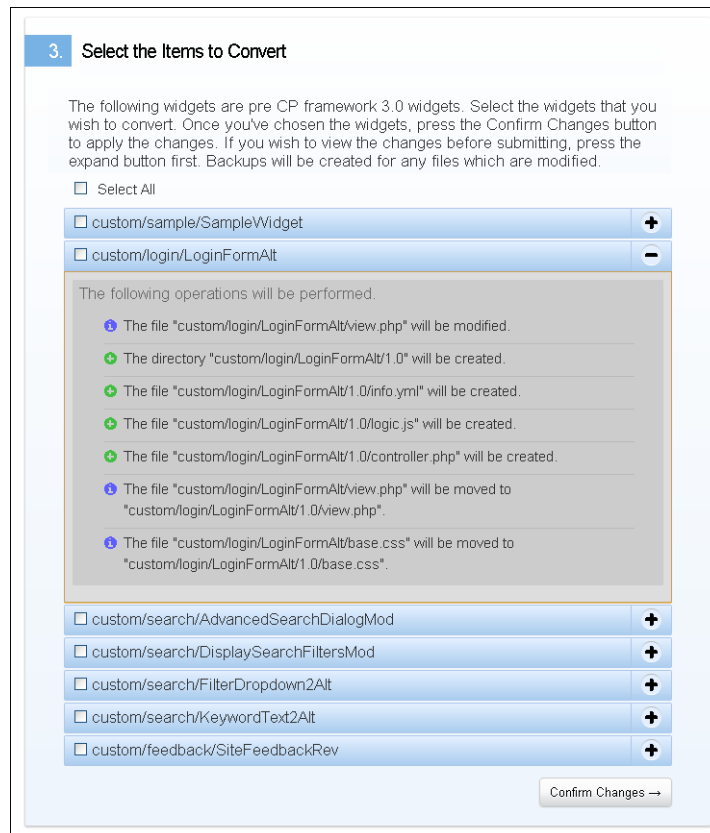 3. Select the Items to Convert
The following widgets are pre CP framework 3.0 widgets. Select the widgets that you
wish to convert. Once you've chosen the widgets, press the Confirm Changes button
to apply the changes. If you wish to view the changes before submitting, press the
expand button first. Backups will be created for any files which are modified.
Select All
custom/sample/SampleWidget
custom/login/LoginFormAlt
The following operations will be performed.
The file "custom/login/LoginFormAlt/view.php" will be modified.
The directory "custom/login/LoginFormAlt/1.0" will be created.
The file "custom/login/LoginFormAlt/1.0/info.yml" will be created.
The file "custom/login/LoginFormAlt/1.0/logic.js" will be created.
The file "custom/login/LoginFormAlt/1.0/controller.php" will be created.
The file "custom/login/LoginFormAlt/view.php" will be moved to
"custom/login/LoginFormAlt/1.0/view.php".
The file "custom/login/LoginFormAlt/base.css" will be moved to
"custom/login/LoginFormAlt/1.0/base.css".
custom/search/AdvancedSearchDialogMod
custom/search/DisplaySearchFiltersMod
custom/search/FilterDropdown2Alt
custom/search/KeywordText2Alt
custom/feedback/SiteFeedbackRev
Confirm Changes →